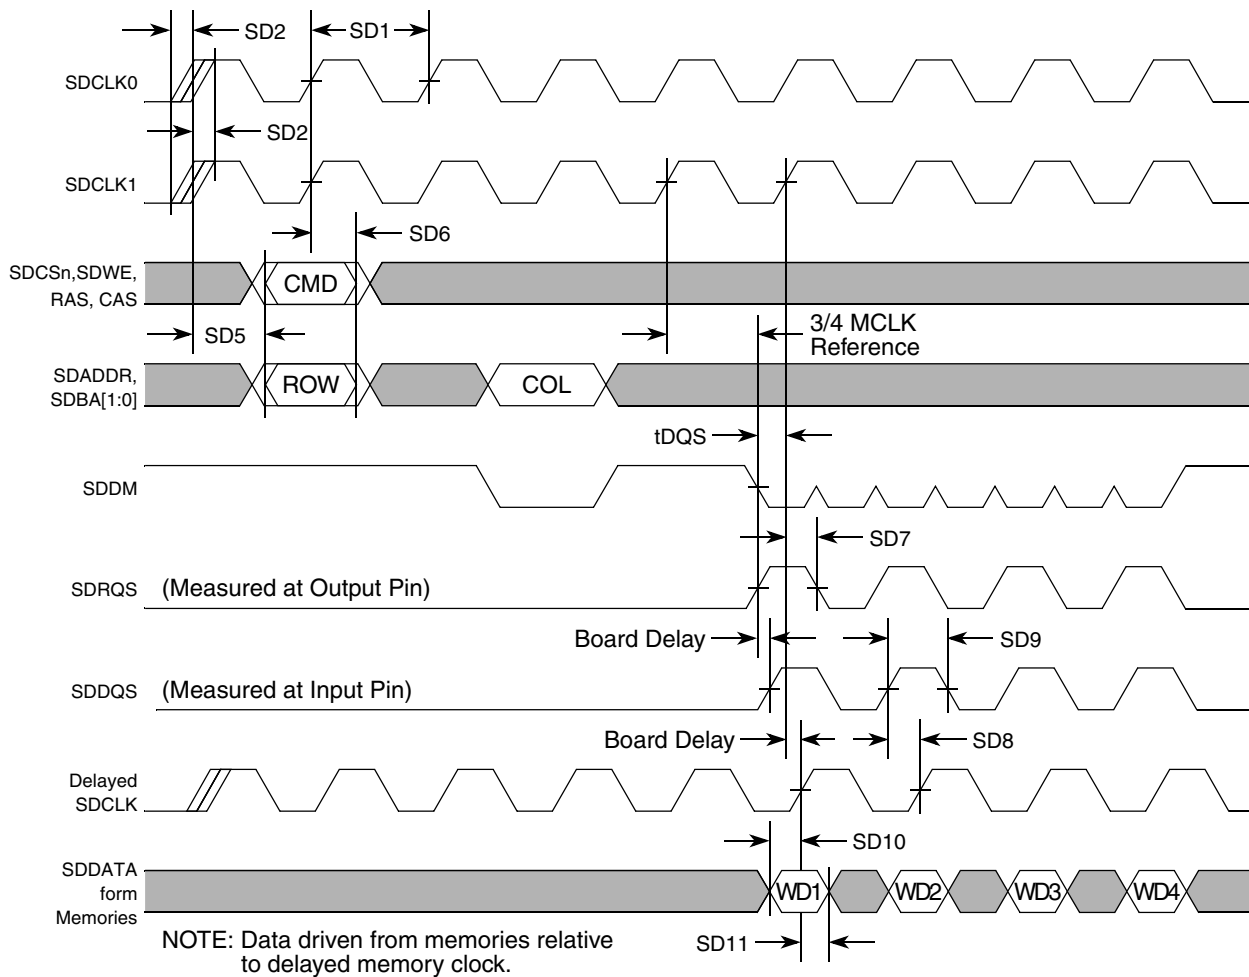 SD2
SD1
SDCLK0
SD2
SDCLK1
SD6
SDCSn,SDWE,
RAS, CAS
CMD
SD5
3/4 MCLK
Reference
SDADDR,
SDBA[1:0]
ROW
COL
tDQS
SDDM
SD7
SDRQS
(Measured at Output Pin)
Board Delay
SD9
SDDQS
(Measured at Input Pin)
Board Delay
SD8
Delayed
SDCLK
SD10
SDDATA
form
Memories
WD1
WD2
WD3
WD4
NOTE: Data driven from memories relative
to delayed memory clock.
SD11